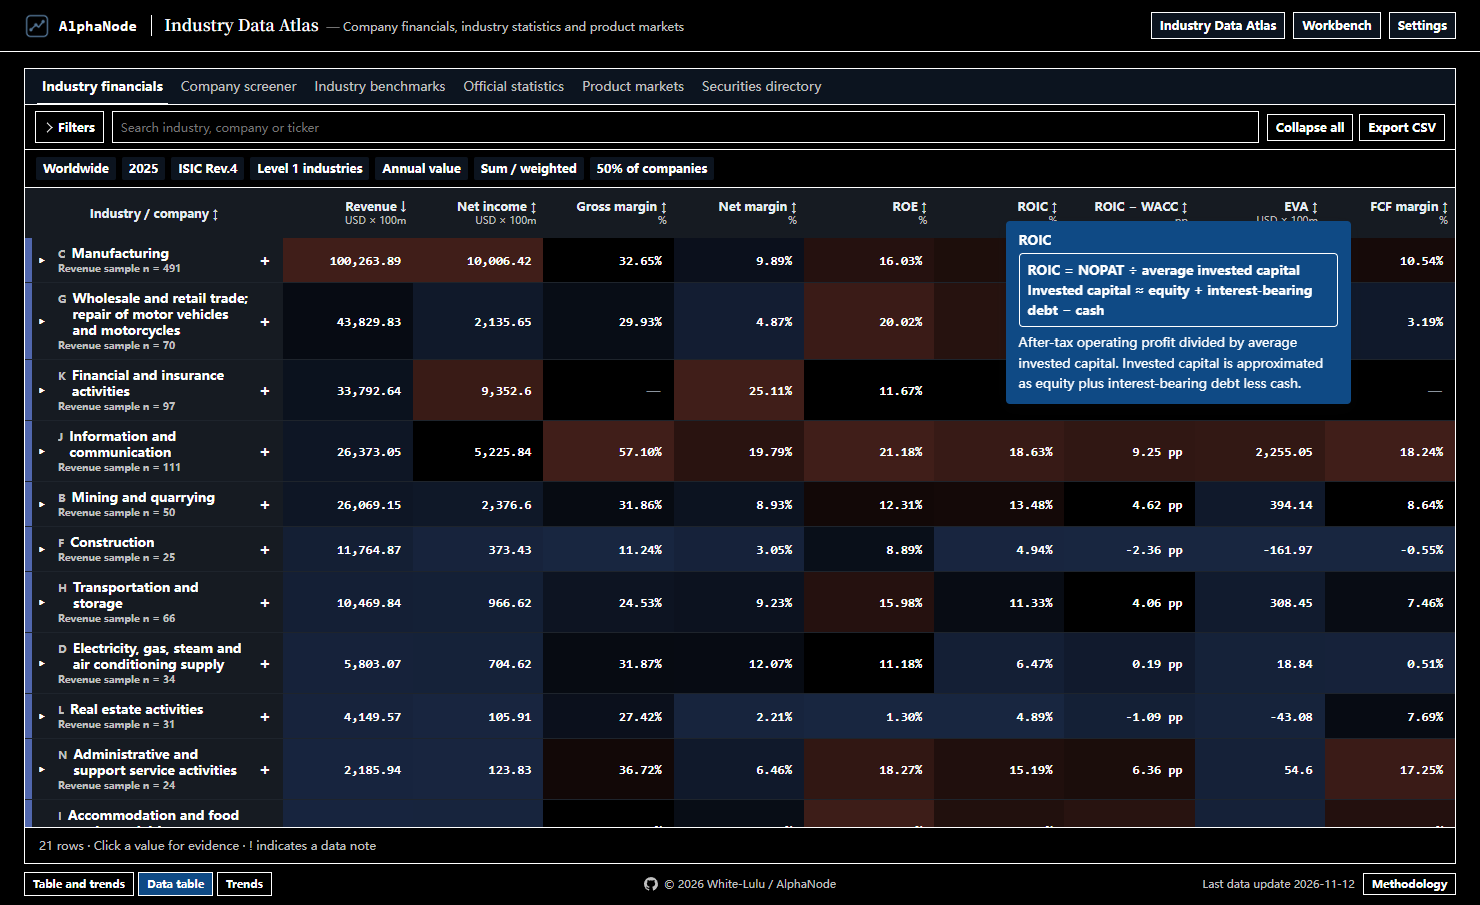 AlphaNode | Industry Data Atlas — Company financials, industry statistics and product markets
Industry Data Atlas
Workbench
Settings
Industry financials
Company screener
Industry benchmarks
Official statistics
Product markets
Securities directory
Filters
Search industry, company or ticker
Collapse all
Export CSV
Worldwide
2025
ISIC Rev.4
Level 1 industries
Annual value
Sum / weighted
50% of companies
Industry / company ↕
Revenue ↓
USD × 100m
Net income ↕
USD × 100m
Gross margin ↕
%
Net margin ↕
%
ROE ↕
%
ROIC ↕
%
ROIC − WACC ↕
EVA ↕
USD × 100m
FCF margin ↕
%
ROIC
ROIC = NOPAT ÷ average invested capital
Invested capital ≈ equity + interest-bearing
debt − cash
After-tax operating profit divided by average
invested capital. Invested capital is approximated
as equity plus interest-bearing debt less cash.
C Manufacturing
Revenue sample n = 491
+ 100,263.89 10,006.42 32.65% 9.89% 16.03% 10.54%
G Wholesale and retail trade;
repair of motor vehicles
and motorcycles
Revenue sample n = 70
+ 43,829.83 2,135.65 29.93% 4.87% 20.02% 3.19%
K Financial and insurance
activities
Revenue sample n = 97
+ 33,792.64 9,352.6 — 25.11% 11.67% —
J Information and
communication
Revenue sample n = 111
+ 26,373.05 5,225.84 57.10% 19.79% 21.18% 18.63% 9.25 pp 2,255.05 18.24%
B Mining and quarrying
Revenue sample n = 50
+ 26,069.15 2,376.6 31.86% 8.93% 12.31% 13.48% 4.62 pp 394.14 8.64%
F Construction
Revenue sample n = 25
+ 11,764.87 373.43 11.24% 3.05% 8.89% 4.94% -2.36 pp -161.97 -0.55%
H Transportation and
storage
Revenue sample n = 66
+ 10,469.84 966.62 24.53% 9.23% 15.98% 11.33% 4.06 pp 308.45 7.46%
D Electricity, gas, steam and
air conditioning supply
Revenue sample n = 34
+ 5,803.07 704.62 31.87% 12.07% 11.18% 6.47% 0.19 pp 18.84 0.51%
L Real estate activities
Revenue sample n = 31
+ 4,149.57 105.91 27.42% 2.21% 1.30% 4.89% -1.09 pp -43.08 7.69%
N Administrative and
support service activities
Revenue sample n = 24
+ 2,185.94 123.83 36.72% 6.46% 18.27% 15.19% 6.36 pp 54.6 17.25%
I Accommodation and food
21 rows · Click a value for evidence · ! indicates a data note
Table and trends
Data table
Trends
© 2026 White-Lulu / AlphaNode
Last data update 2026-11-12
Methodology